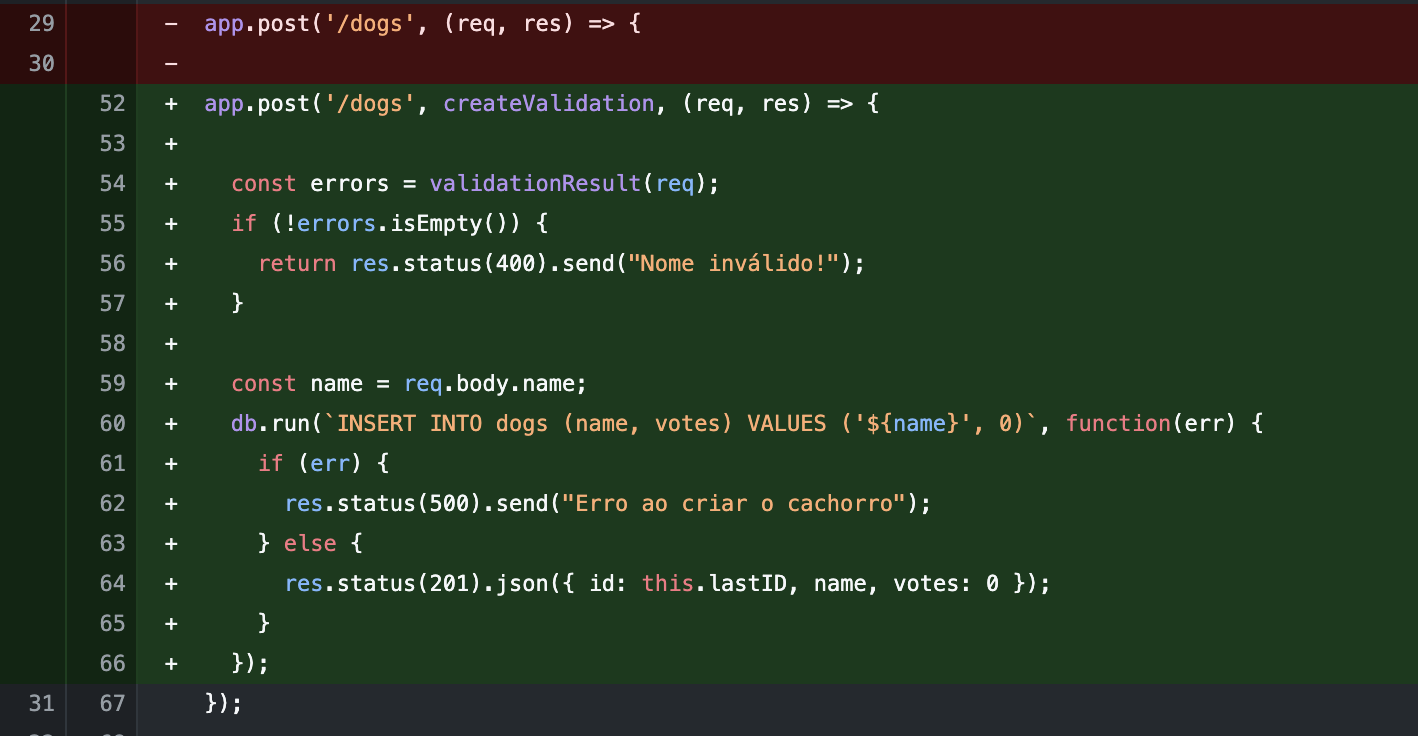 29 - app.post('/dogs', (req, res) => {
30 -
52 + app.post('/dogs', createValidation, (req, res) => {
53 +
54 + const errors = validationResult(req);
55 + if (!errors.isEmpty()) {
56 + return res.status(400).send("Nome inválido!");
57 + }
58 +
59 + const name = req.body.name;
60 + db.run(`INSERT INTO dogs (name, votes) VALUES ('${name}', 0)`, function(err) {
61 + if (err) {
62 + res.status(500).send("Erro ao criar o cachorro");
63 + } else {
64 + res.status(201).json({ id: this.lastID, name, votes: 0 });
65 + }
66 + });
31 67 });